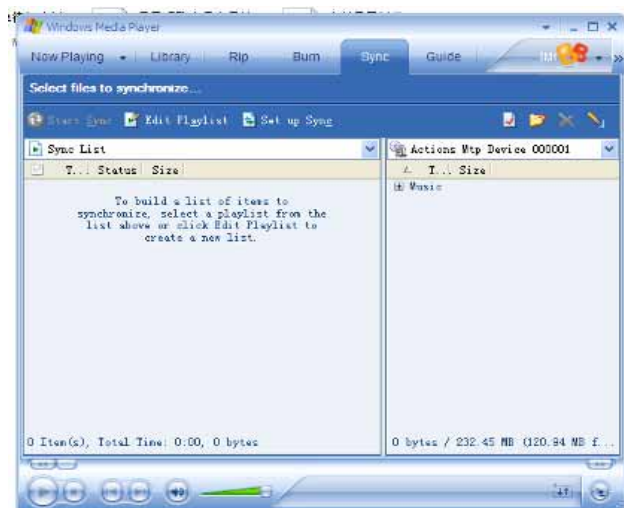 Windows Media Player
Now Playing Library Rip Burn Sync Guide
Select files to synchronize...
Start Sync Edit Playlist Set up Sync
Sync List
Actions Mtp Device 000001
T... Status Size
T... Size
Music
To build a list of items to
synchronize, select a playlist from the
list above or click Edit Playlist to
create a new list.
0 Item(s), Total Time: 0:00, 0 bytes
0 bytes / 232.45 MB (120.94 MB f...